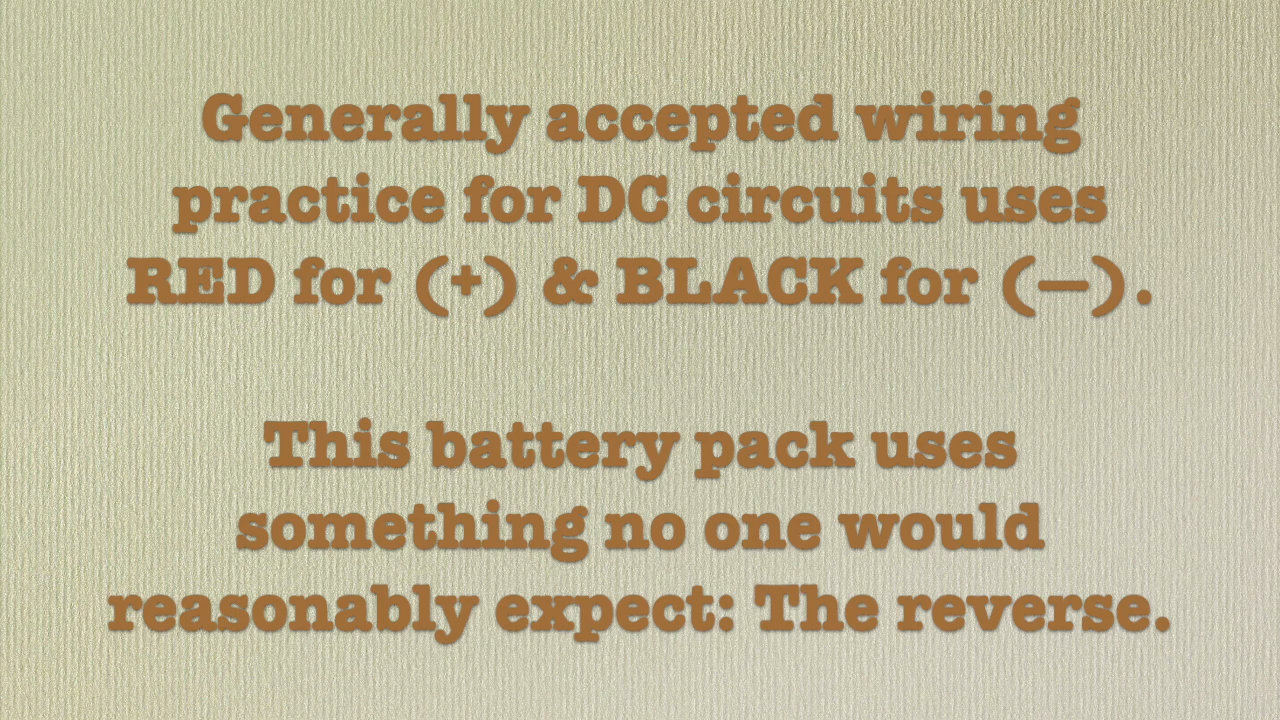 Generally accepted wiring
practice for DC circuits uses
RED for (+) & BLACK for (—).
This battery pack uses
something no one would
reasonably expect: The reverse.